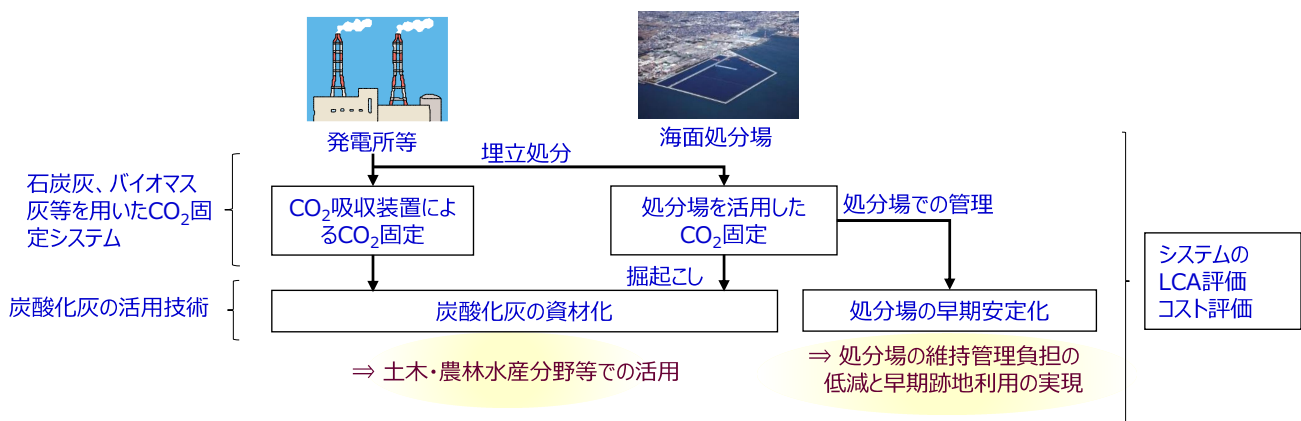 発電所等
海面処分場
埋立処分
石炭灰、バイオマス
灰等を用いたCO₂固
定システム
CO₂吸収装置によ
るCO₂固定
処分場を活用した
CO₂固定
処分場での管理
システムの
LCA評価
コスト評価
掘起こし
炭酸化灰の活用技術
炭酸化灰の資材化
処分場の早期安定化
⇒ 土木・農林水産分野等での活用
⇒ 処分場の維持管理負担の
低減と早期跡地利用の実現